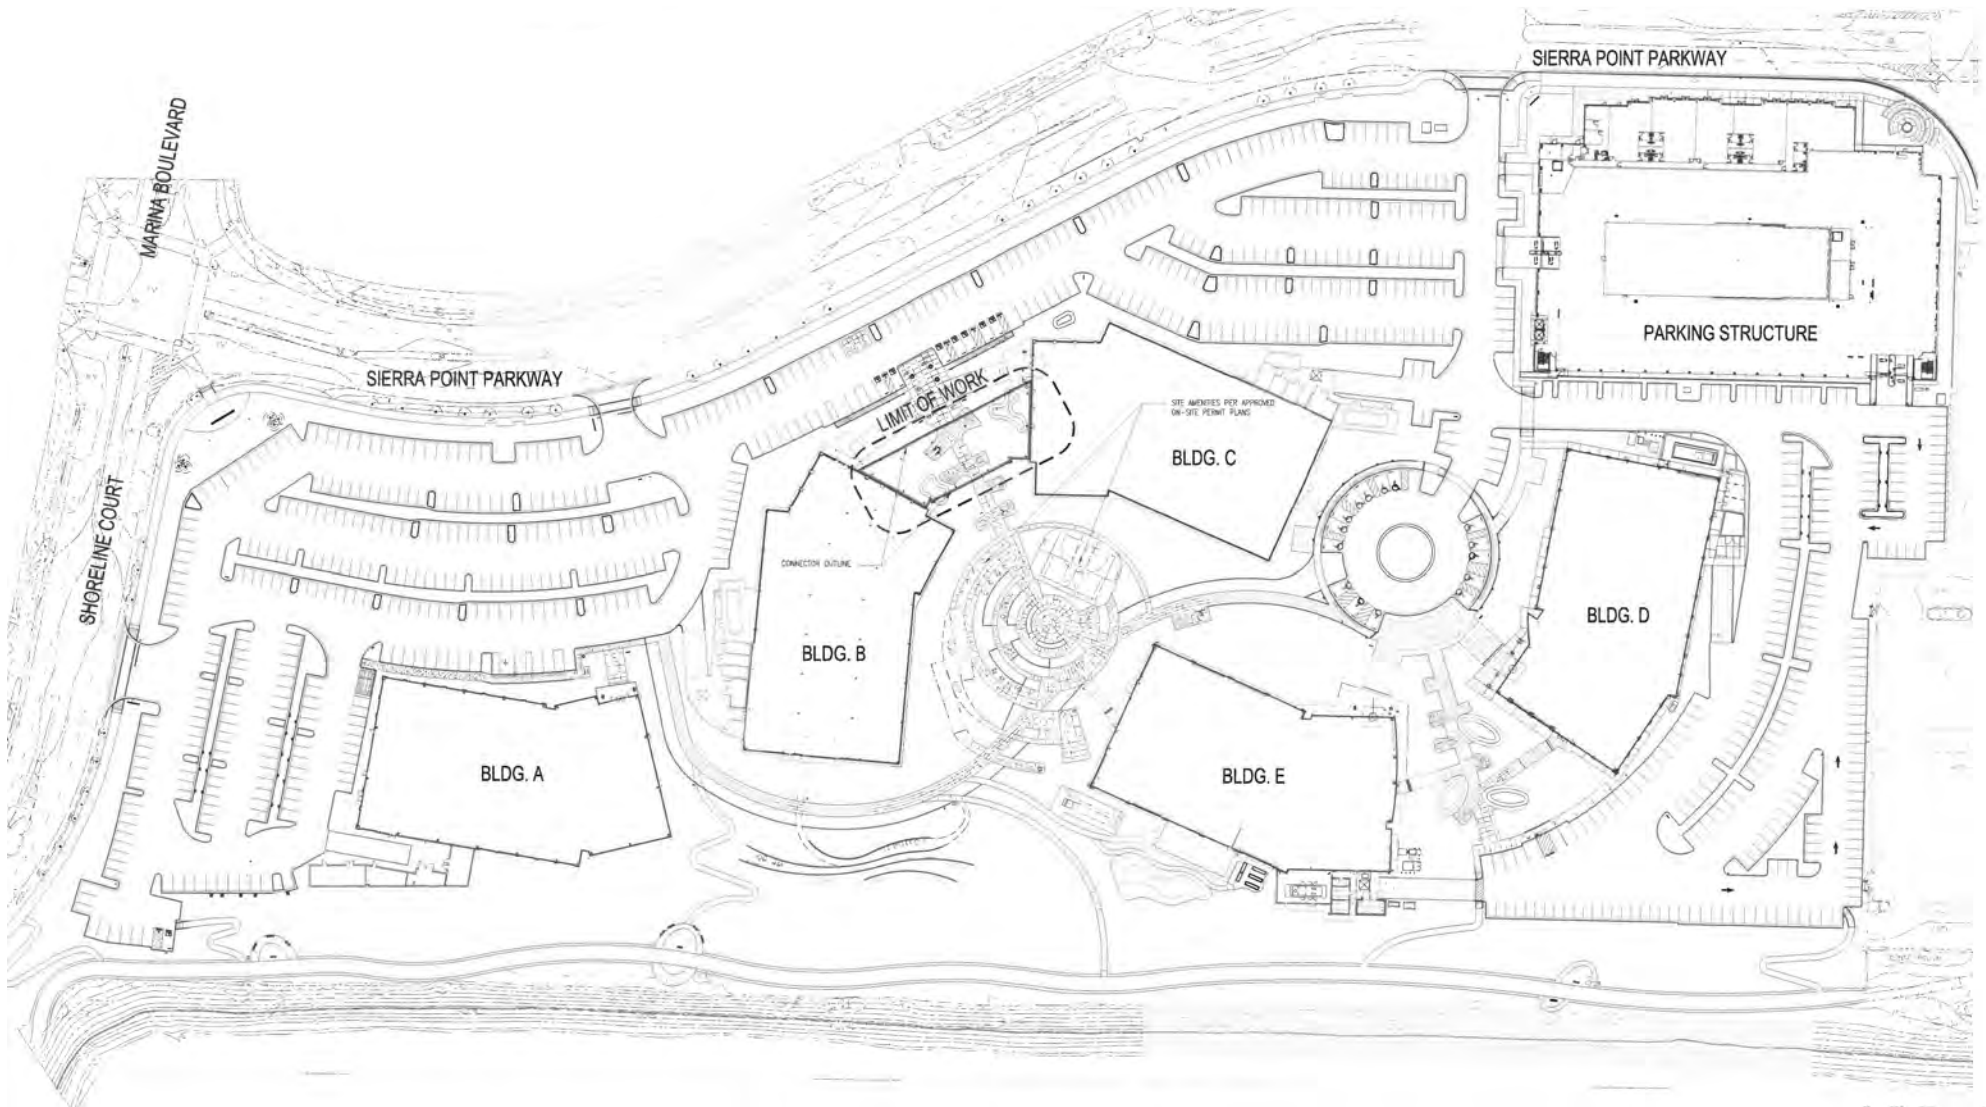 SIERRA POINT PARKWAY
MARINA BOULEVARD
PARKING STRUCTURE
SIERRA POINT PARKWAY
LIMIT OF WORK
SITE AMENITIES PER APPROVED
ON-SITE PERMIT PLANS
BLDG. C
SHORELINE COURT
CONNECTOR OUTLINE
BLDG. D
BLDG. B
BLDG. A
BLDG. E